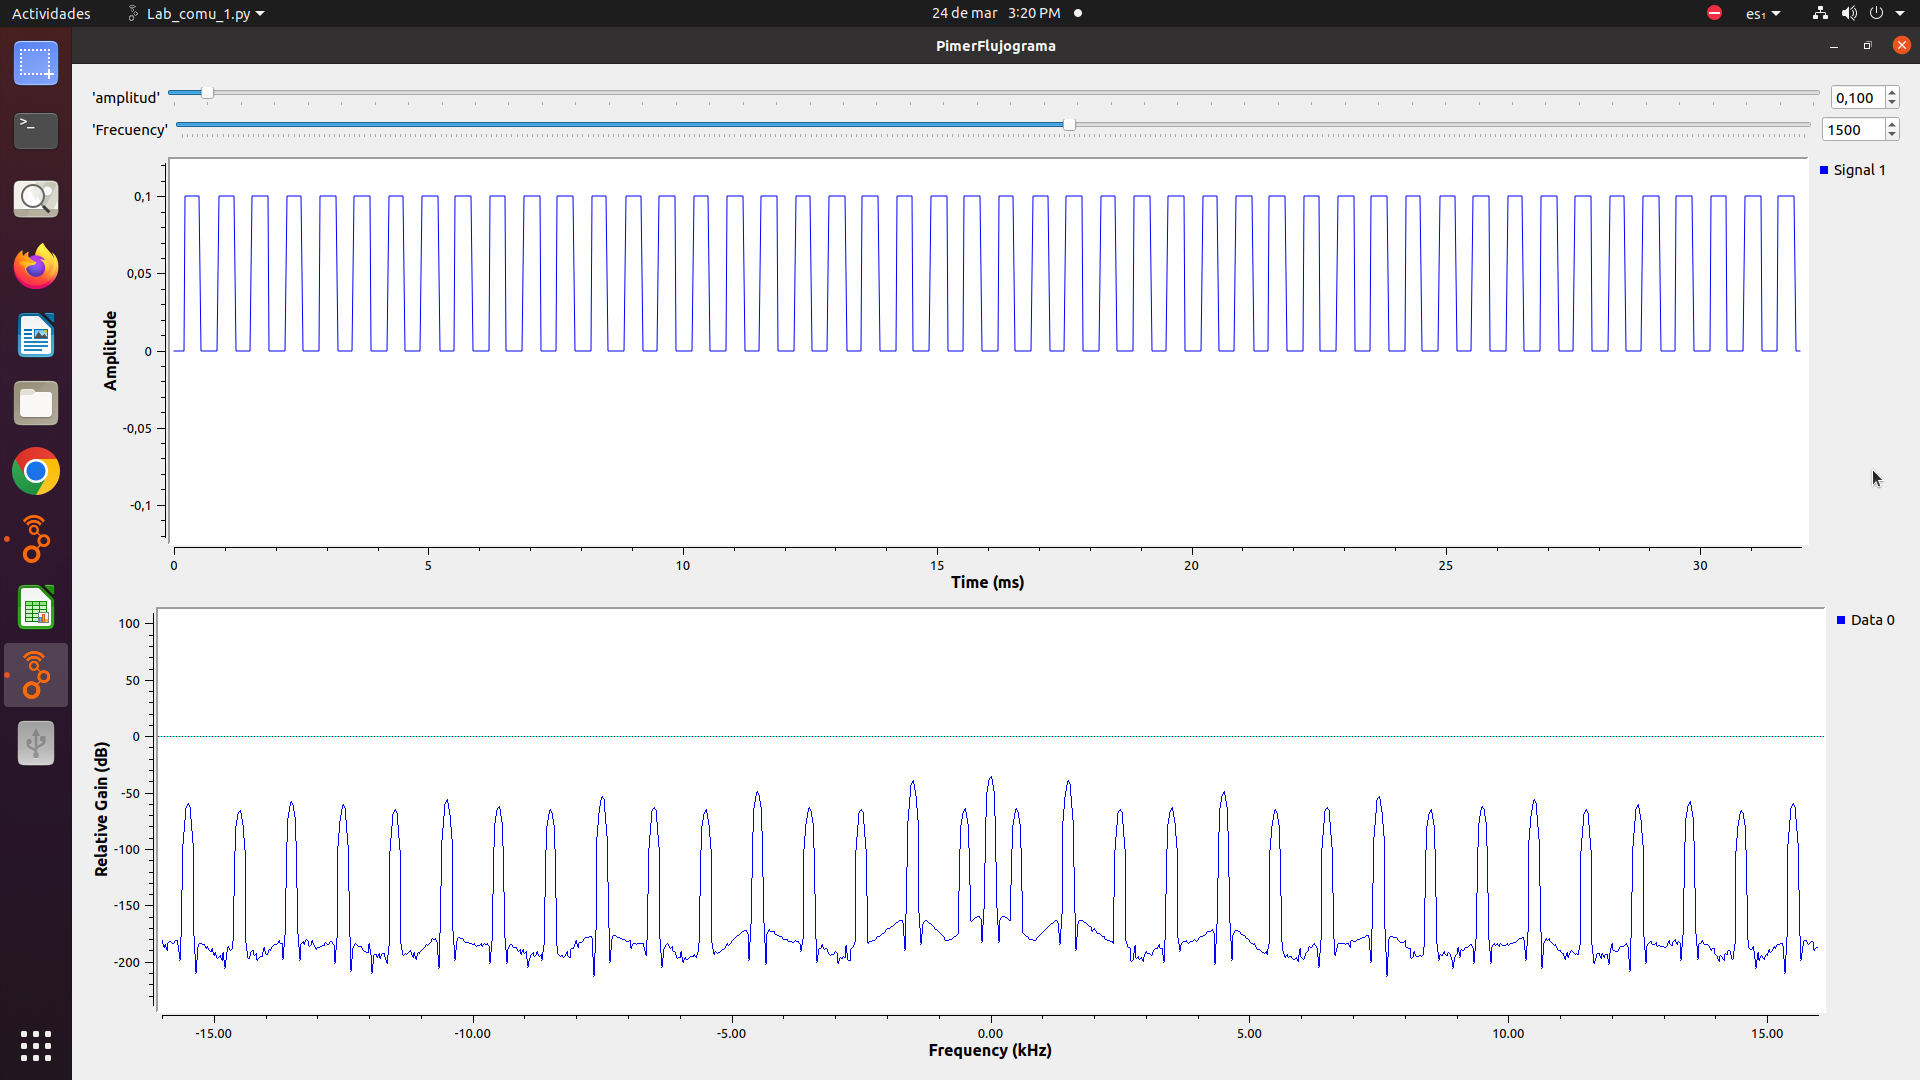 Actividades Lab_comu_1.py 24 de mar 3:20 PM es₁
PimerFlujograma
'amplitud' 0,100
'Frecuency' 1500
Signal 1
0,1
0,05
0
-0,05
-0,1
Amplitude
0 5 10 15 20 25 30
Time (ms)
Data 0
100
50
0
-50
-100
-150
-200
Relative Gain (dB)
-15.00 -10.00 -5.00 0.00 5.00 10.00 15.00
Frequency (kHz)